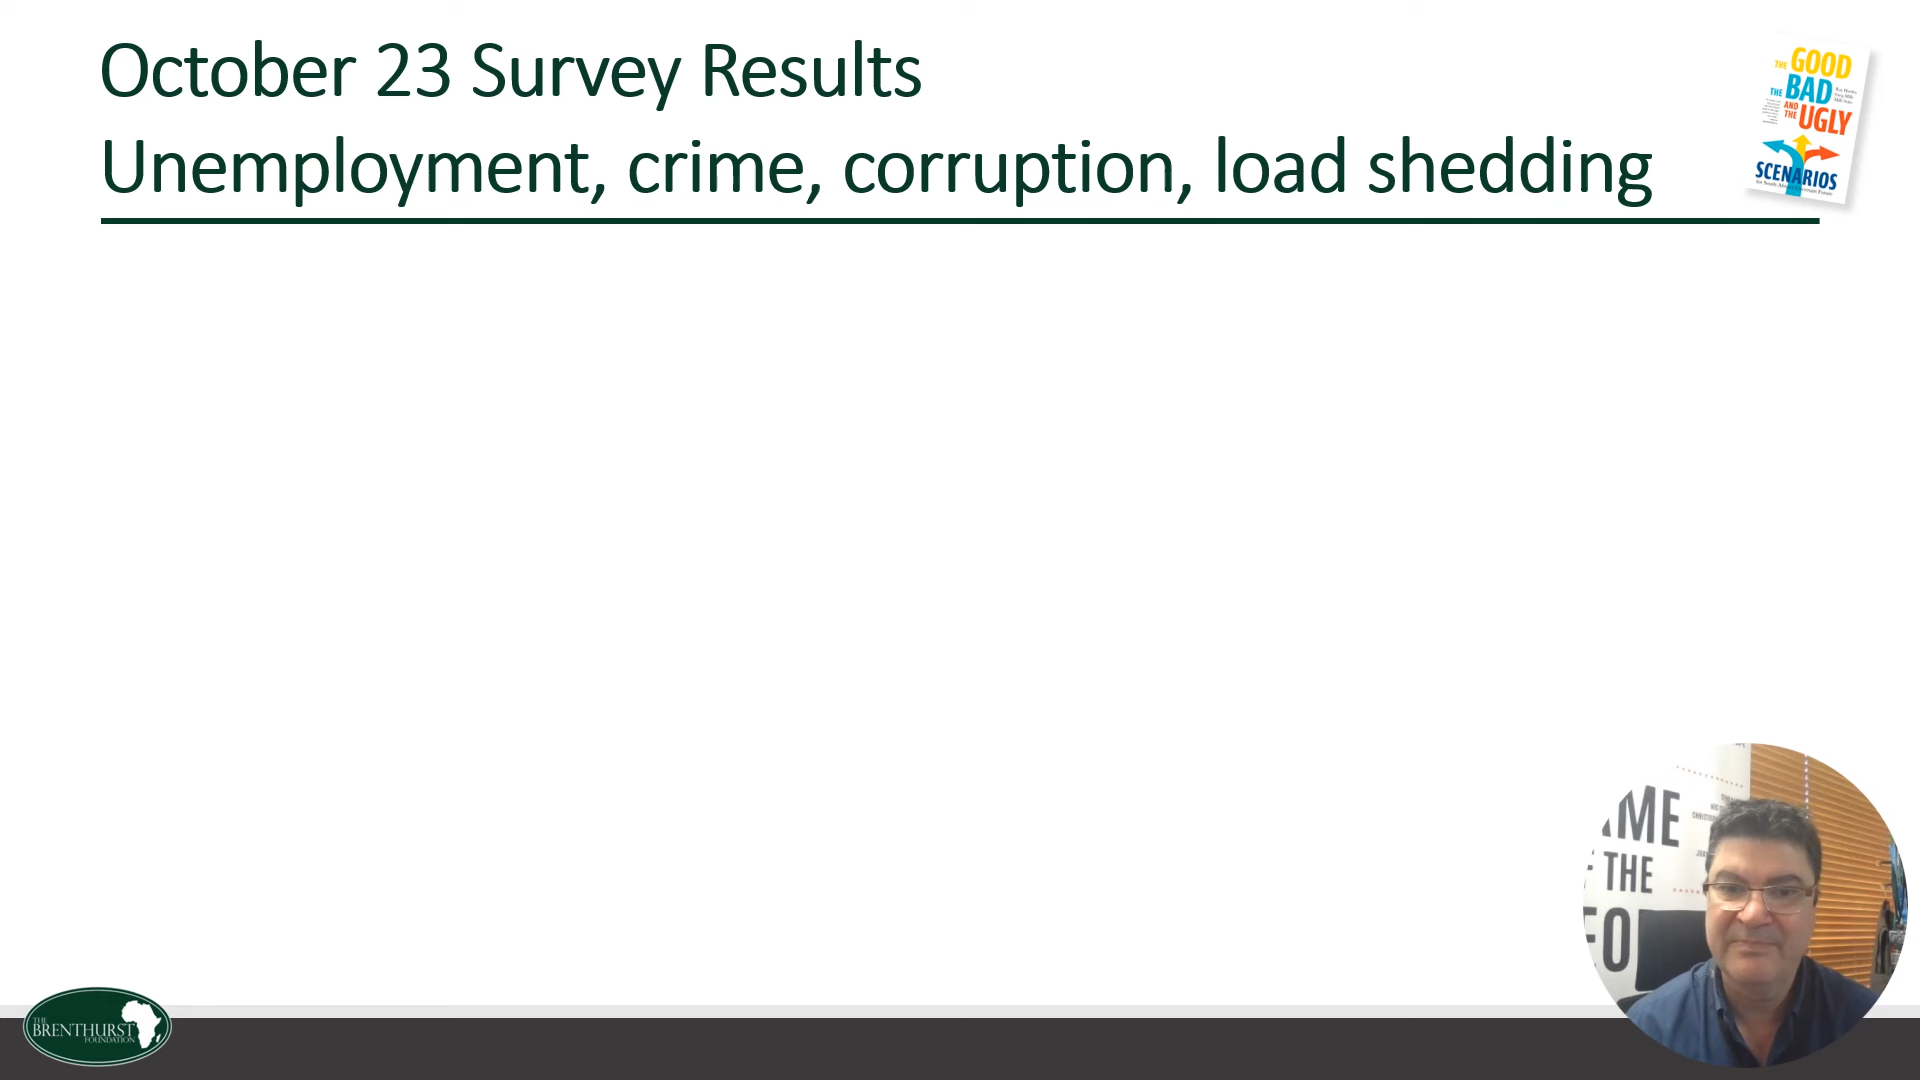 October 23 Survey Results
Unemployment, crime, corruption, load shedding
THE GOOD
THE BAD
AND THE UGLY
SCENARIOS
ME
THE
FO
THE
BRENTHURST
FOUNDATION